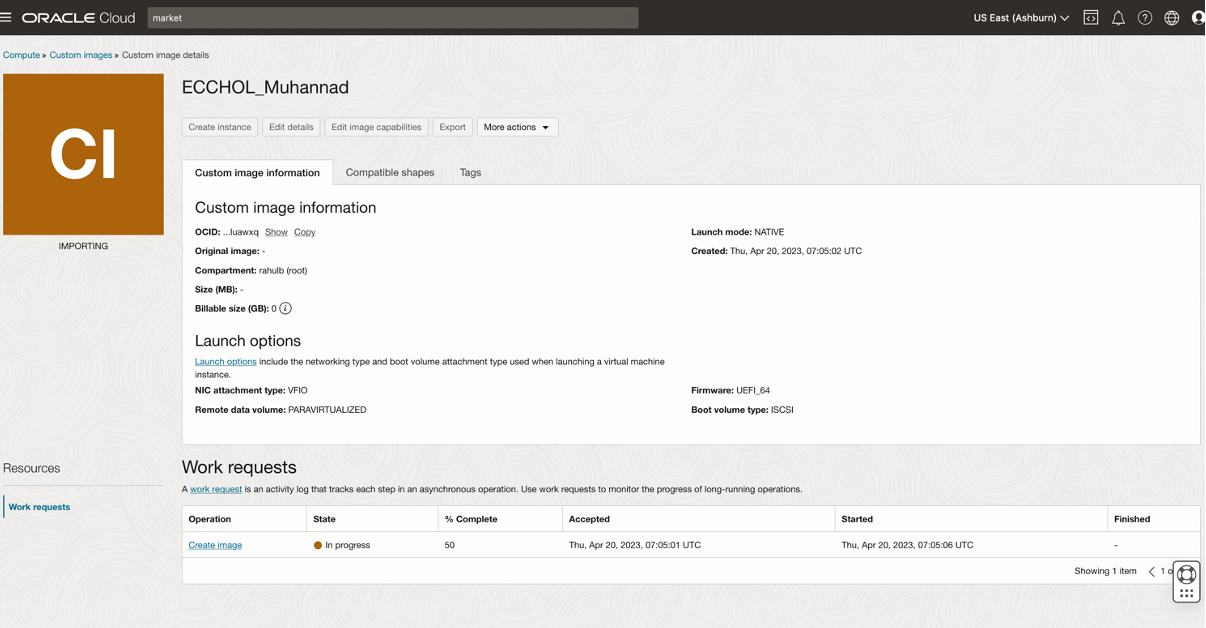 ORACLE Cloud
market
US East (Ashburn)
Compute » Custom images » Custom image details
CI
IMPORTING
ECCHOL_Muhannad
Create instance
Edit details
Edit image capabilities
Export
More actions
Custom image information
Compatible shapes
Tags
Custom image information
OCID: ...luawxq Show Copy
Original image: -
Compartment: rahulb (root)
Size (MB): -
Billable size (GB): 0
Launch mode: NATIVE
Created: Thu, Apr 20, 2023, 07:05:02 UTC
Launch options
Launch options include the networking type and boot volume attachment type used when launching a virtual machine
instance.
NIC attachment type: VFIO
Remote data volume: PARAVIRTUALIZED
Firmware: UEFI_64
Boot volume type: ISCSI
Resources
Work requests
Work requests
A work request is an activity log that tracks each step in an asynchronous operation. Use work requests to monitor the progress of long-running operations.
Operation State % Complete Accepted Started Finished
Create image In progress 50 Thu, Apr 20, 2023, 07:05:01 UTC Thu, Apr 20, 2023, 07:05:06 UTC -
Showing 1 item < 1